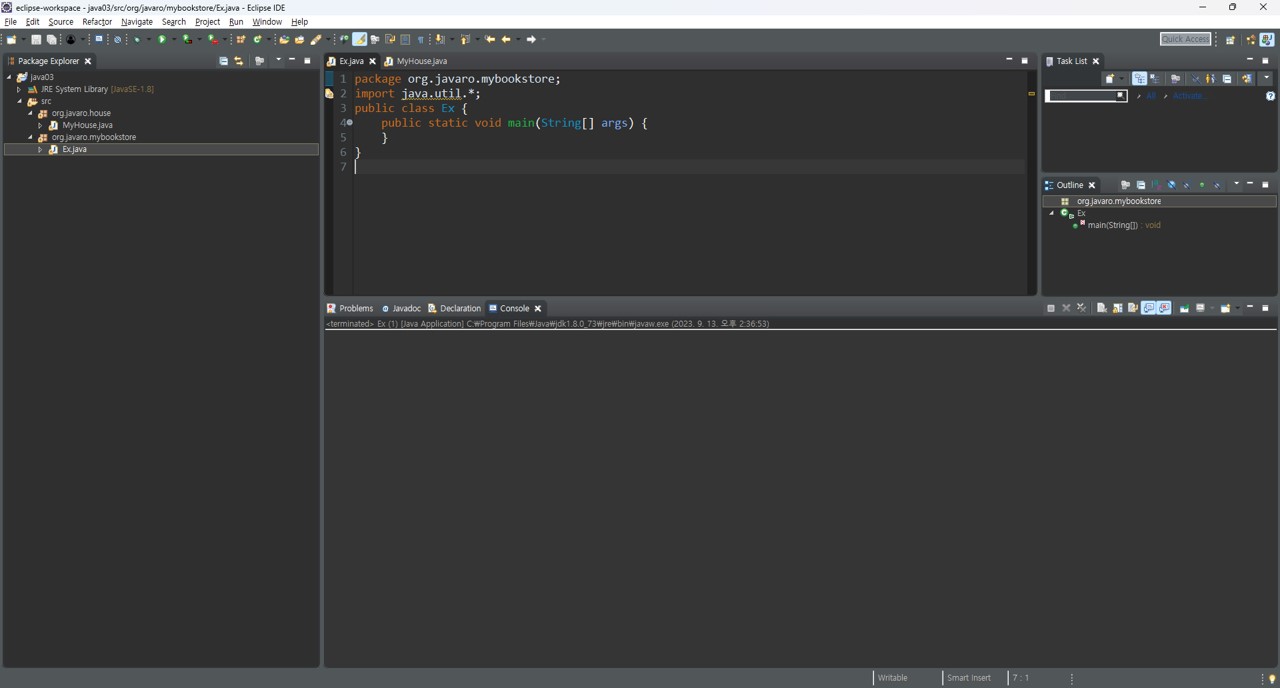 eclipse-workspace - java03/src/org/javaro/mybookstore/Ex.java - Eclipse IDE
File Edit Source Refactor Navigate Search Project Run Window Help
Quick Access
Package Explorer
java03
JRE System Library [JavaSE-1.8]
src
org.javaro.house
MyHouse.java
org.javaro.mybookstore
Ex.java
Ex.java MyHouse.java
1 package org.javaro.mybookstore;
2 import java.util.*;
3 public class Ex {
4 public static void main(String[] args) {
5 }
6 }
7
Task List
All Activate...
Outline
org.javaro.mybookstore
Ex
main(String[]) : void
Problems Javadoc Declaration Console
<terminated> Ex (1) [Java Application] C:₩Program Files₩Java₩jdk1.8.0_73₩jre₩bin₩javaw.exe (2023. 9. 13. 오후 2:36:53)
Writable Smart Insert 7 : 1